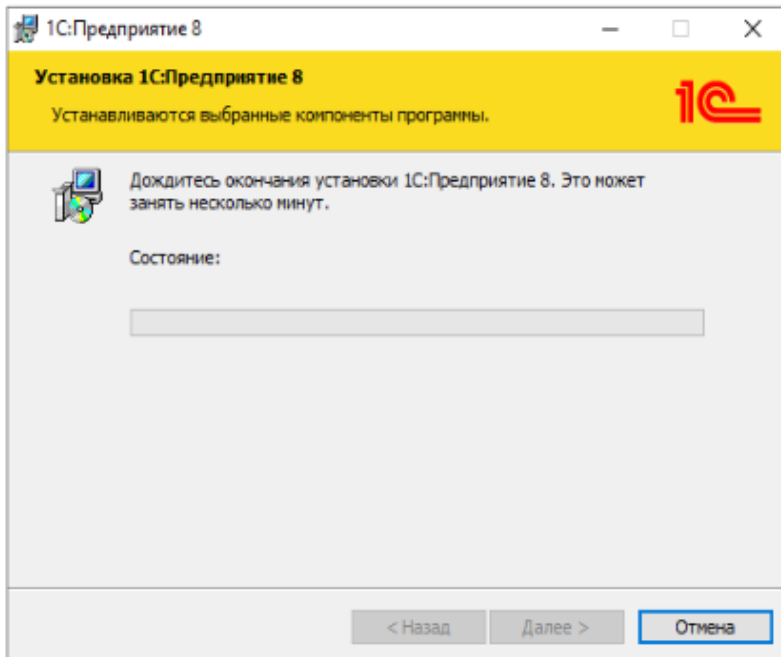 1С:Предприятие 8
Установка 1С:Предприятие 8
Устанавливаются выбранные компоненты программы.
1С
Дождитесь окончания установки 1С:Предприятие 8. Это может
занять несколько минут.
Состояние:
< Назад
Далее >
Отмена